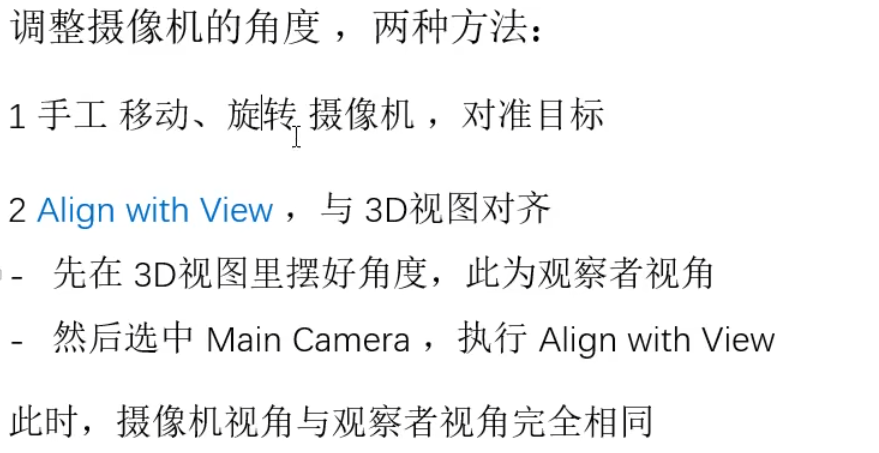 调整摄像机的角度，两种方法：
1 手工 移动、旋转 摄像机，对准目标
2 Align with View，与 3D视图对齐
- 先在 3D视图里摆好角度，此为观察者视角
- 然后选中 Main Camera，执行 Align with View
此时，摄像机视角与观察者视角完全相同